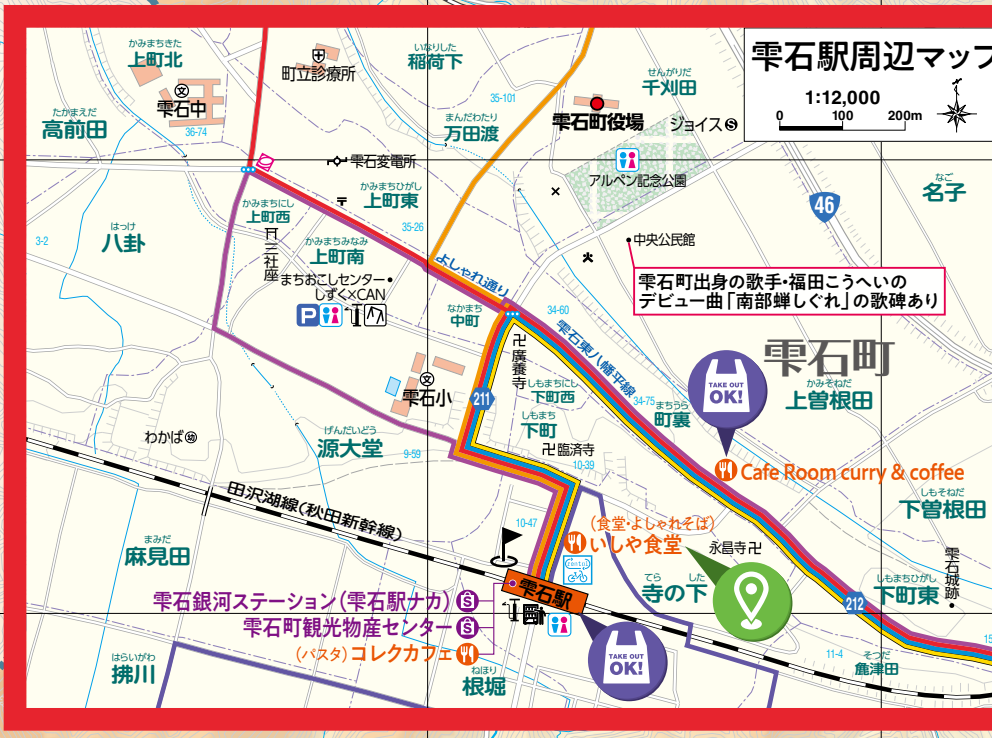 雫石駅周辺マップ
1:12,000
0 100 200m
かみまちきた
上町北
町立診療所
いなりした
稲荷下
せんがりだ
千刈田
文
雫石中
35-101
たかまえだ
高前田
36-74
まんだわたり
万田渡
雫石町役場
ジョイス S
雫石変電所
アルペン記念公園
なご
名子
かみまちにし
上町西
かみまちひがし
上町東
46
はっけ
八卦
3-2
三社座
かみまちみなみ
上町南
35-26
中央公民館
まちおこしセンター
しずく×CAN
P
よしゃれ通り
雫石町出身の歌手・福田こうへいの
デビュー曲「南部蝉しぐれ」の歌碑あり
なかまち
中町
34-60
雫石東八幡平線
雫石町
卍廣養寺
TAKE OUT
OK!
かみそねだ
上曽根田
文
雫石小
211
しもまちにし
下町西
34-75
まちうら
町裏
しもまち
下町
わかば 幼
げんだいどう
源大堂
9-59
卍臨済寺
10-39
Cafe Room curry & coffee
しもそねだ
下曽根田
田沢湖線(秋田新幹線)
10-47
(食堂・よしゃれそば)
いしや食堂
永昌寺卍
まみだ
麻見田
rental
雫石駅
てら した
寺の下
雫石城跡
しもまちひがし
下町東
212
雫石銀河ステーション(雫石駅ナカ)
雫石町観光物産センター
(パスタ)コレクカフェ
TAKE OUT
OK!
はらいがわ
拂川
ねほり
根堀
11-4
そつだ
麁津田
15